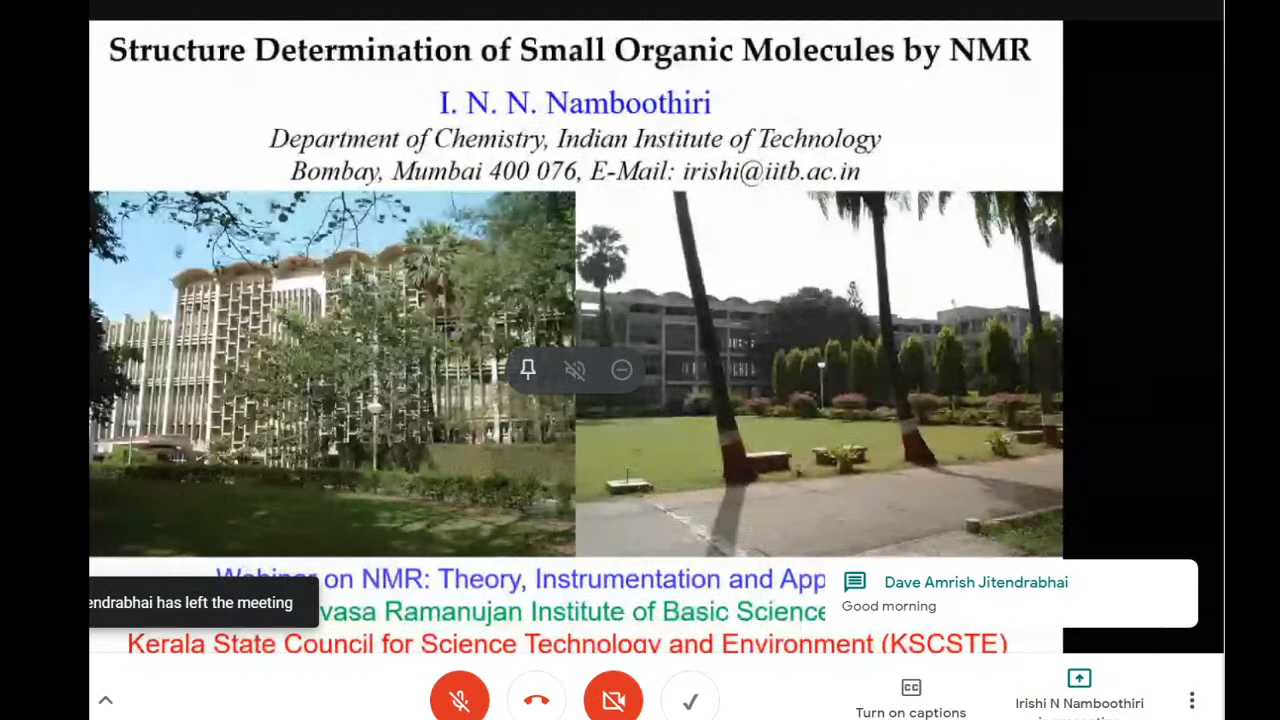 Structure Determination of Small Organic Molecules by NMR
I. N. N. Namboothiri
Department of Chemistry, Indian Institute of Technology
Bombay, Mumbai 400 076, E-Mail: irishi@iitb.ac.in
Webinar on NMR: Theory, Instrumentation and App
vasa Ramanujan Institute of Basic Science
Kerala State Council for Science Technology and Environment (KSCSTE)
endrabhai has left the meeting
Dave Amrish Jitendrabhai
Good morning
Turn on captions
Irishi N Namboothiri